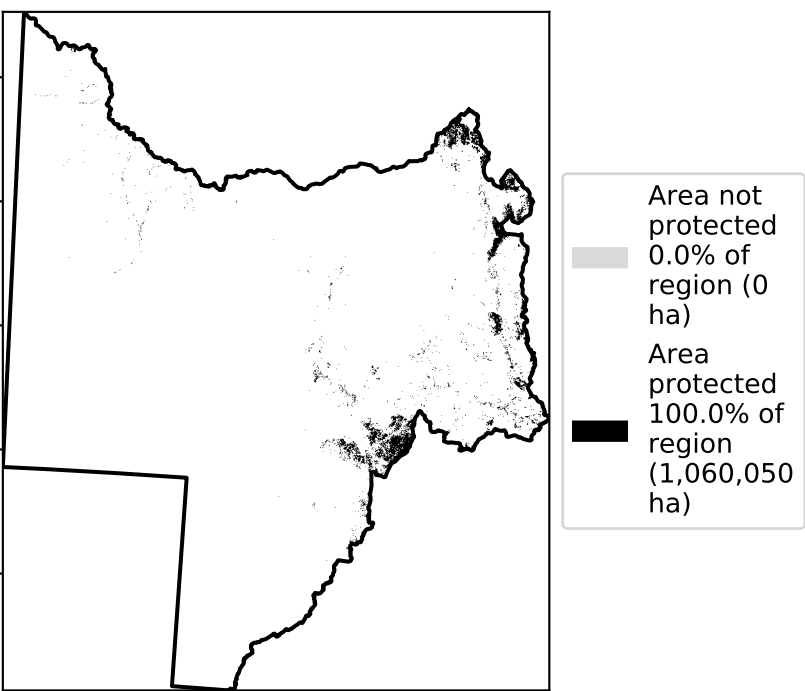 Area not
protected
0.0% of
region (0
ha)
Area
protected
100.0% of
region
(1,060,050
ha)